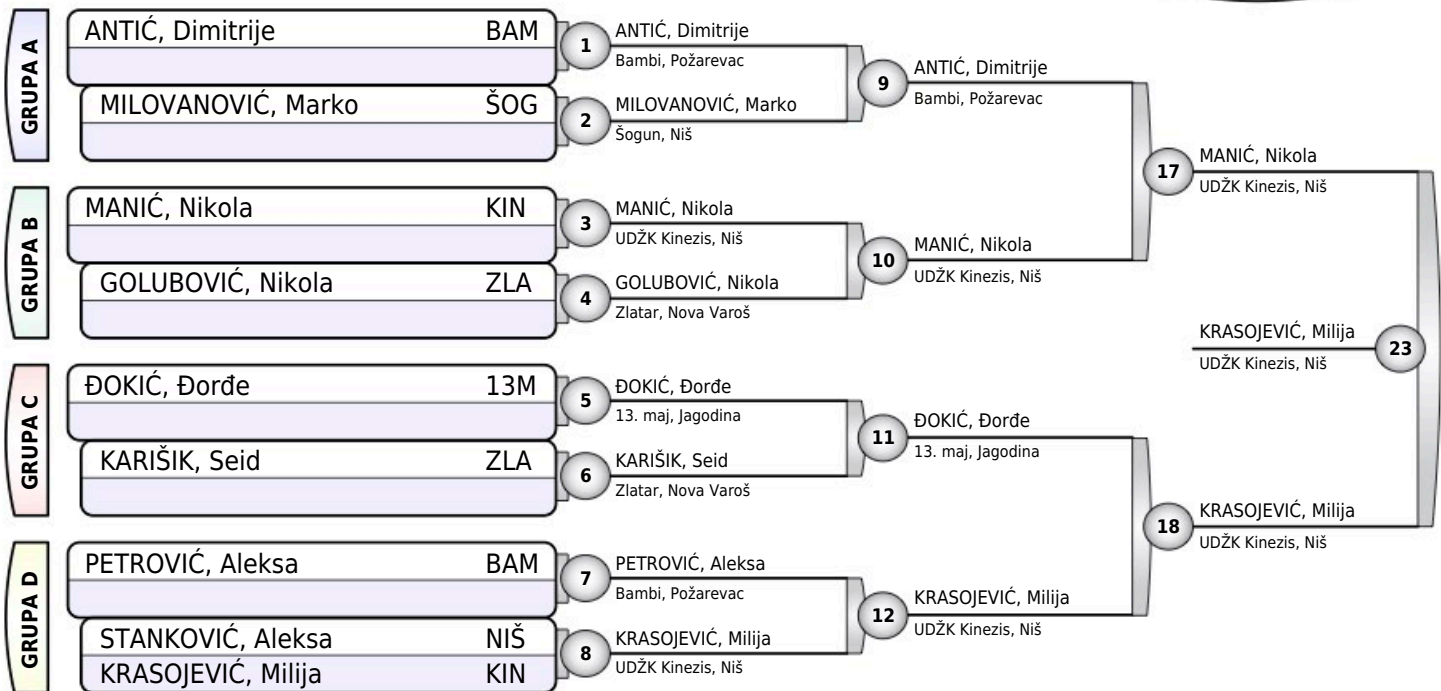 GRUPA A
ANTIĆ, Dimitrije BAM
MILOVANOVIĆ, Marko ŠOG
GRUPA B
MANIĆ, Nikola KIN
GOLUBOVIĆ, Nikola ZLA
GRUPA C
ĐOKIĆ, Đorđe 13M
KARIŠIK, Seid ZLA
GRUPA D
PETROVIĆ, Aleksa BAM
STANKOVIĆ, Aleksa NIŠ
KRASOJEVIĆ, Milija KIN
1
ANTIĆ, Dimitrije
Bambi, Požarevac
2
MILOVANOVIĆ, Marko
Šogun, Niš
3
MANIĆ, Nikola
UDŽK Kinezis, Niš
4
GOLUBOVIĆ, Nikola
Zlatar, Nova Varoš
5
ĐOKIĆ, Đorđe
13. maj, Jagodina
6
KARIŠIK, Seid
Zlatar, Nova Varoš
7
PETROVIĆ, Aleksa
Bambi, Požarevac
8
KRASOJEVIĆ, Milija
UDŽK Kinezis, Niš
9
ANTIĆ, Dimitrije
Bambi, Požarevac
10
MANIĆ, Nikola
UDŽK Kinezis, Niš
11
ĐOKIĆ, Đorđe
13. maj, Jagodina
12
KRASOJEVIĆ, Milija
UDŽK Kinezis, Niš
17
MANIĆ, Nikola
UDŽK Kinezis, Niš
18
KRASOJEVIĆ, Milija
UDŽK Kinezis, Niš
KRASOJEVIĆ, Milija
UDŽK Kinezis, Niš
23